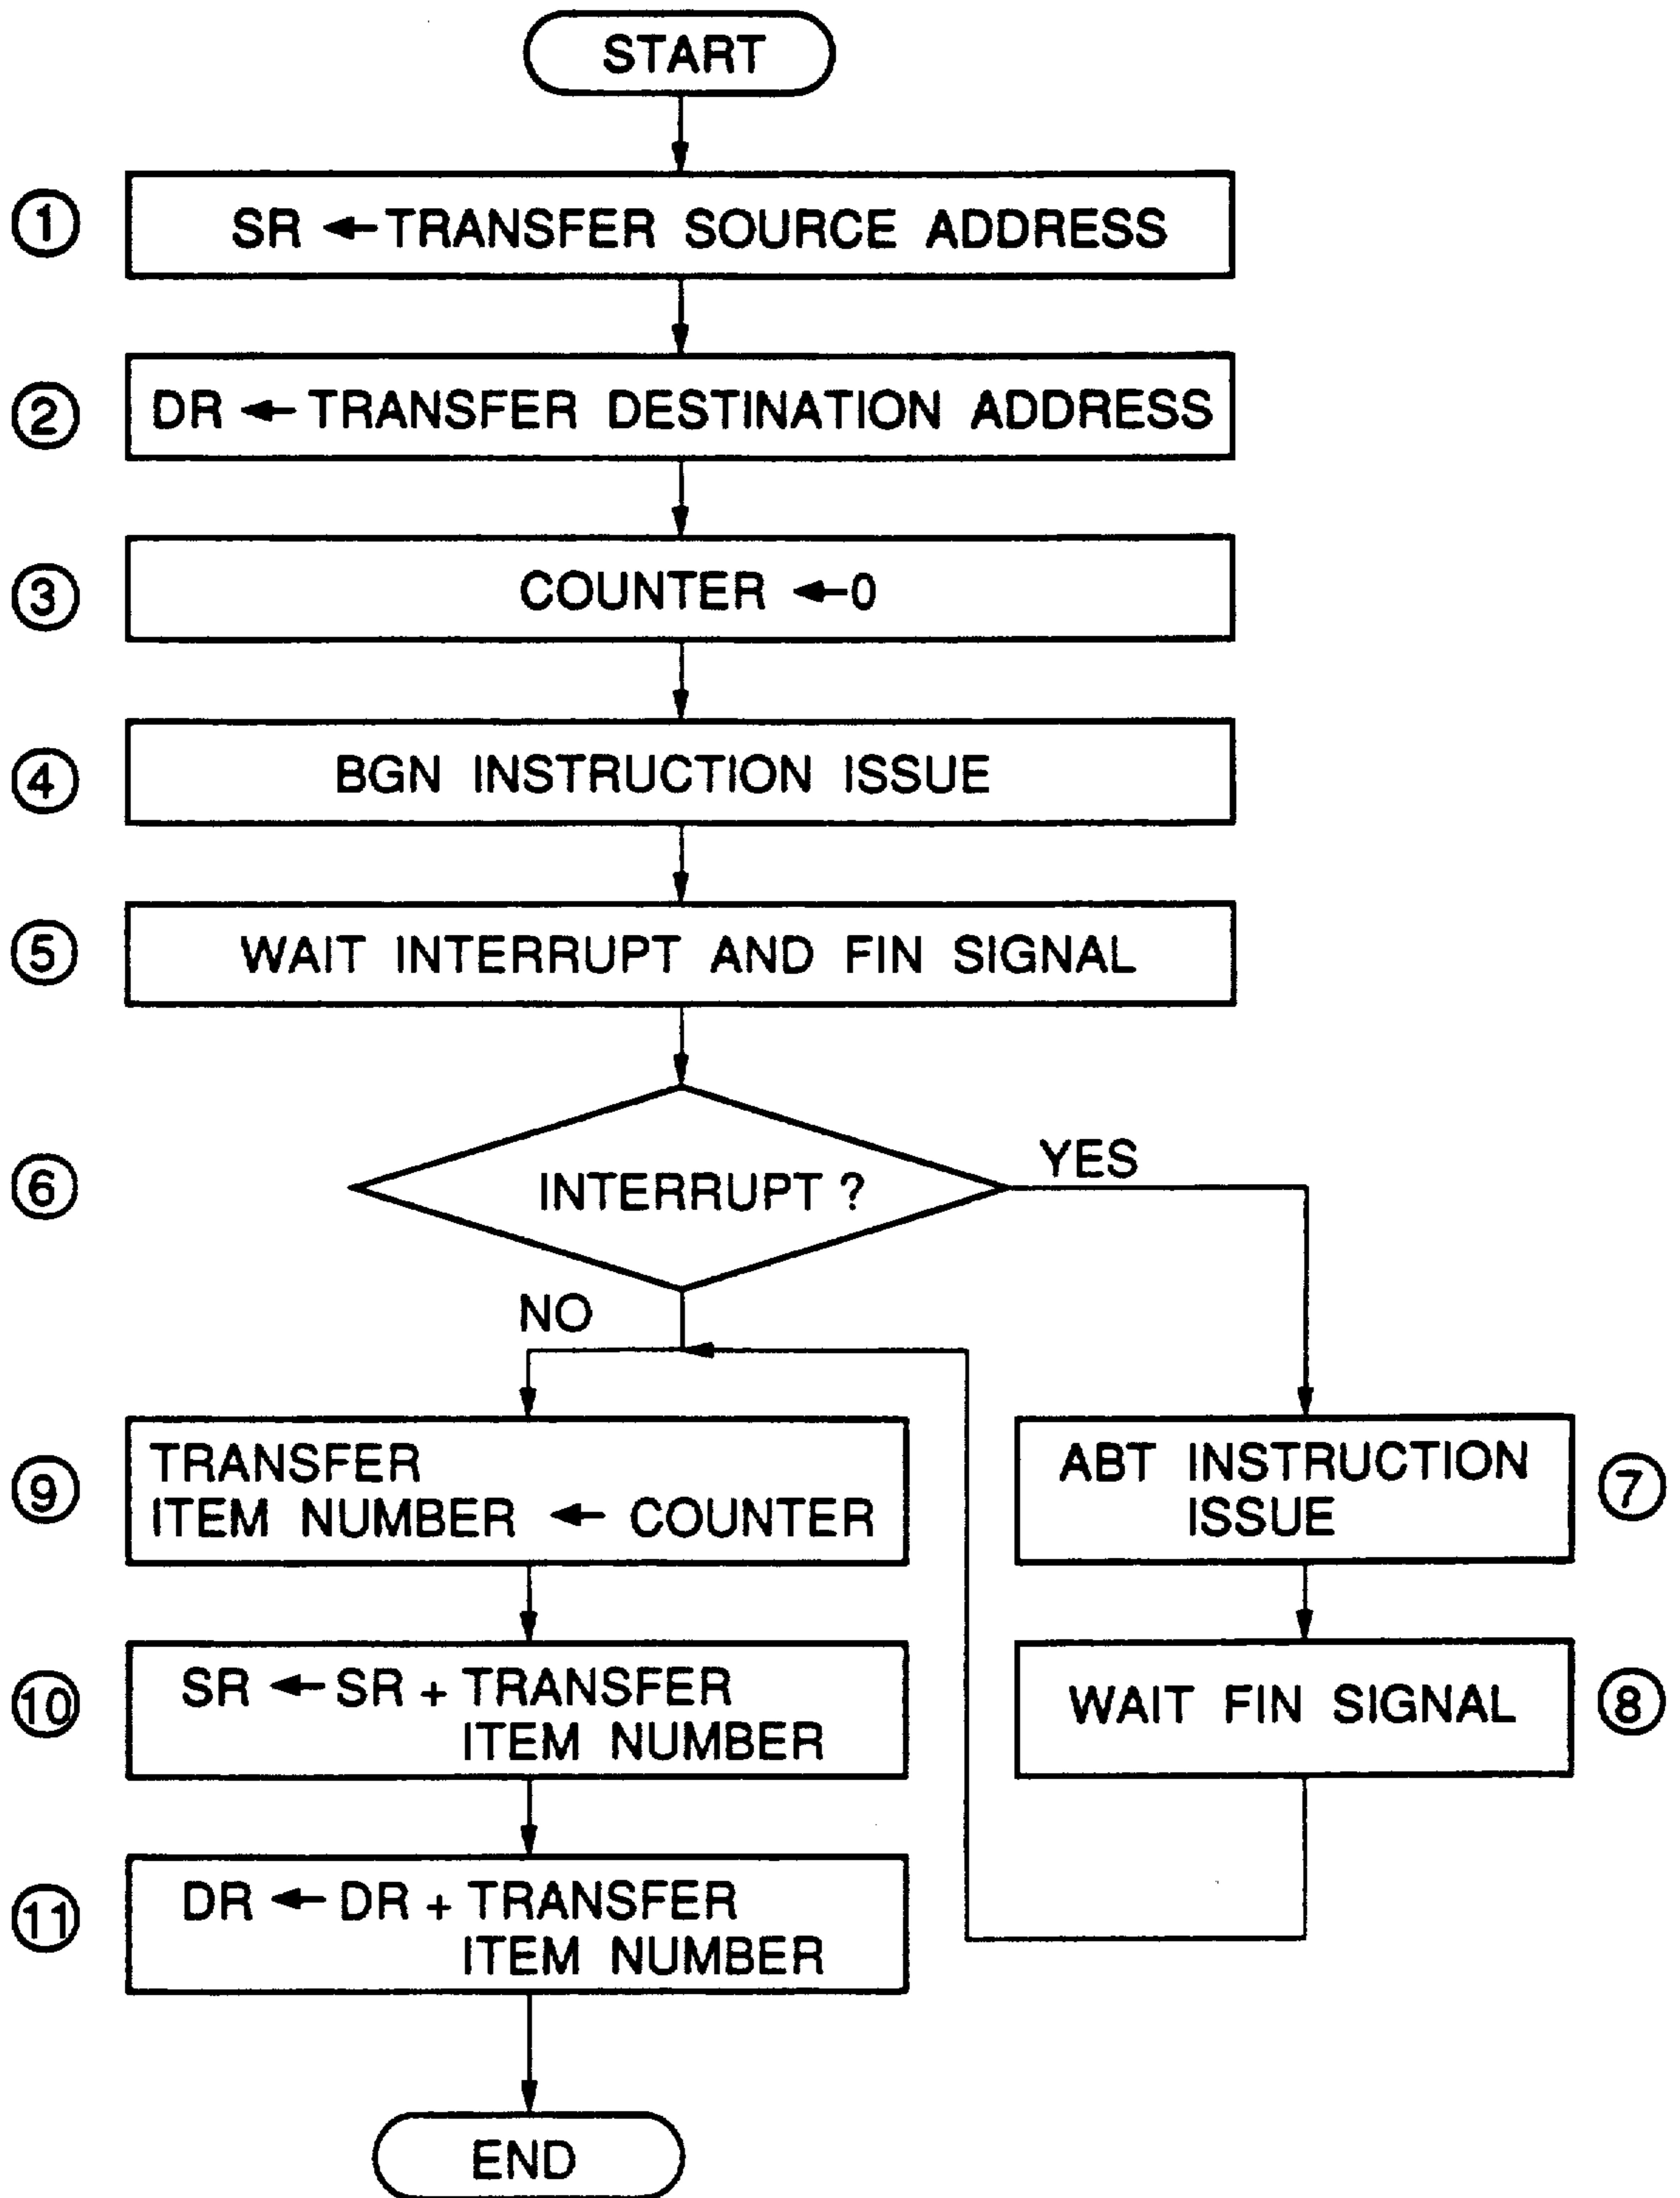 START
① SR ← TRANSFER SOURCE ADDRESS
② DR ← TRANSFER DESTINATION ADDRESS
③ COUNTER ← 0
④ BGN INSTRUCTION ISSUE
⑤ WAIT INTERRUPT AND FIN SIGNAL
⑥ INTERRUPT ?
YES
NO
⑦ ABT INSTRUCTION
ISSUE
⑧ WAIT FIN SIGNAL
⑨ TRANSFER
ITEM NUMBER ← COUNTER
⑩ SR ← SR + TRANSFER
ITEM NUMBER
⑪ DR ← DR + TRANSFER
ITEM NUMBER
END